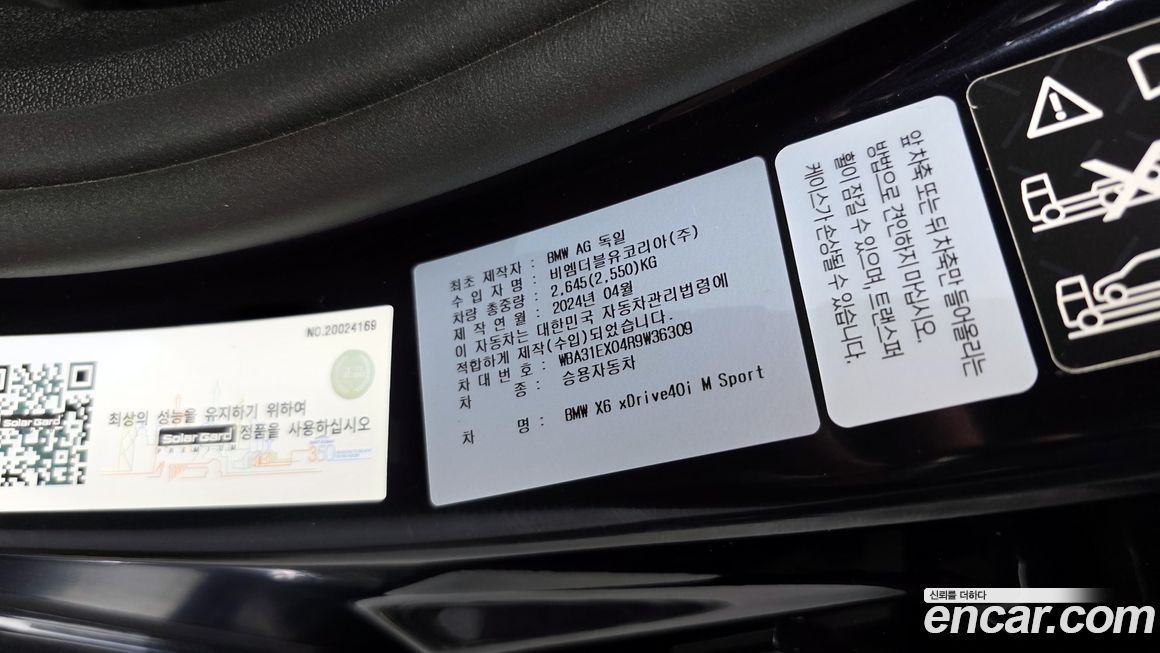 NO.20024169
최상의 성능을 유지하기 위하여
Solar Gard 정품을 사용하십시오
PREMIUM
Solar Gard
350
최초 제작자 : BMW AG 독일
수 입 자 명 : 비엠더블유코리아(주)
차량 총중량 : 2,645(2,550)KG
제 작 연 월 : 2024년 04월
이 자동차는 대한민국 자동차관리법령에
적합하게 제작(수입)되었습니다.
차 대 번 호 : WBA31EX04R9W36309
차 종 : 승용자동차
차 명 : BMW X6 xDrive40i M Sport
앞 차축 또는 뒤 차축만 들어올리는
방법으로 견인하지 마십시오.
휠이 잠길 수 있으며, 트랜스퍼
케이스가 손상될 수 있습니다.
신뢰를 더하다
encar.com